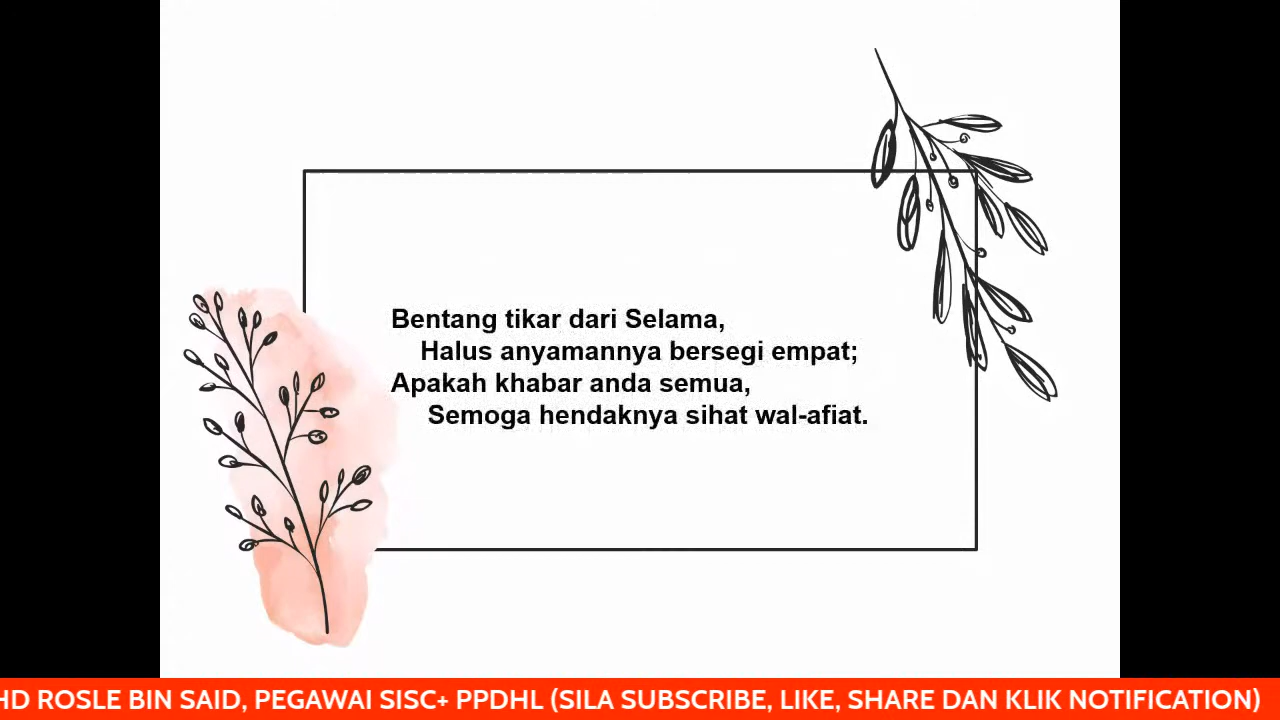 Bentang tikar dari Selama,
Halus anyamannya bersegi empat;
Apakah khabar anda semua,
Semoga hendaknya sihat wal-afiat.
HD ROSLE BIN SAID, PEGAWAI SISC+ PPDHL (SILA SUBSCRIBE, LIKE, SHARE DAN KLIK NOTIFICATION)